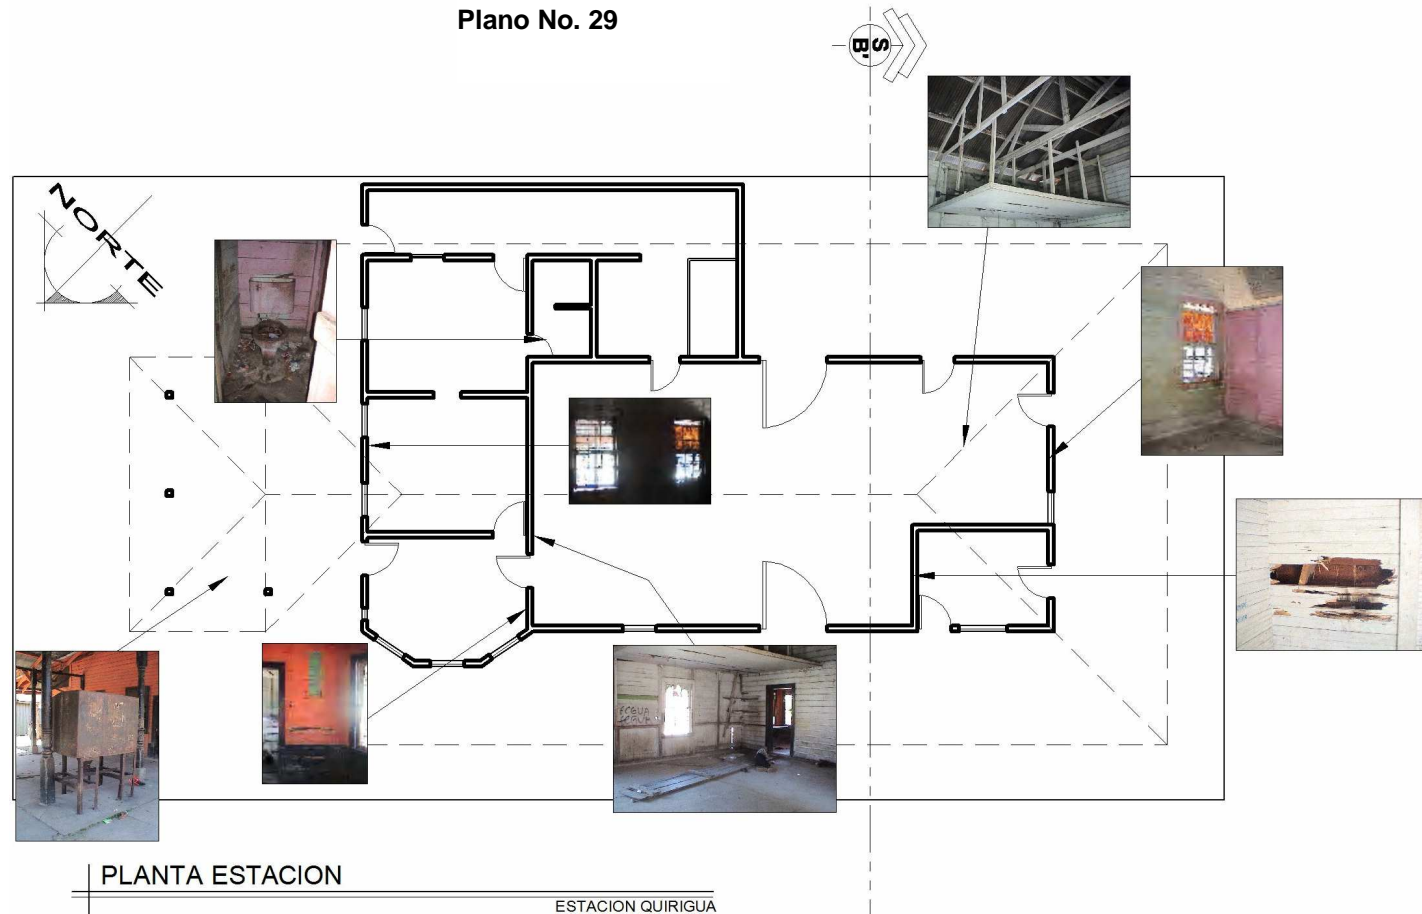 Plano No. 29
S
B'
NORTE
PLANTA ESTACION
ESTACION QUIRIGUA